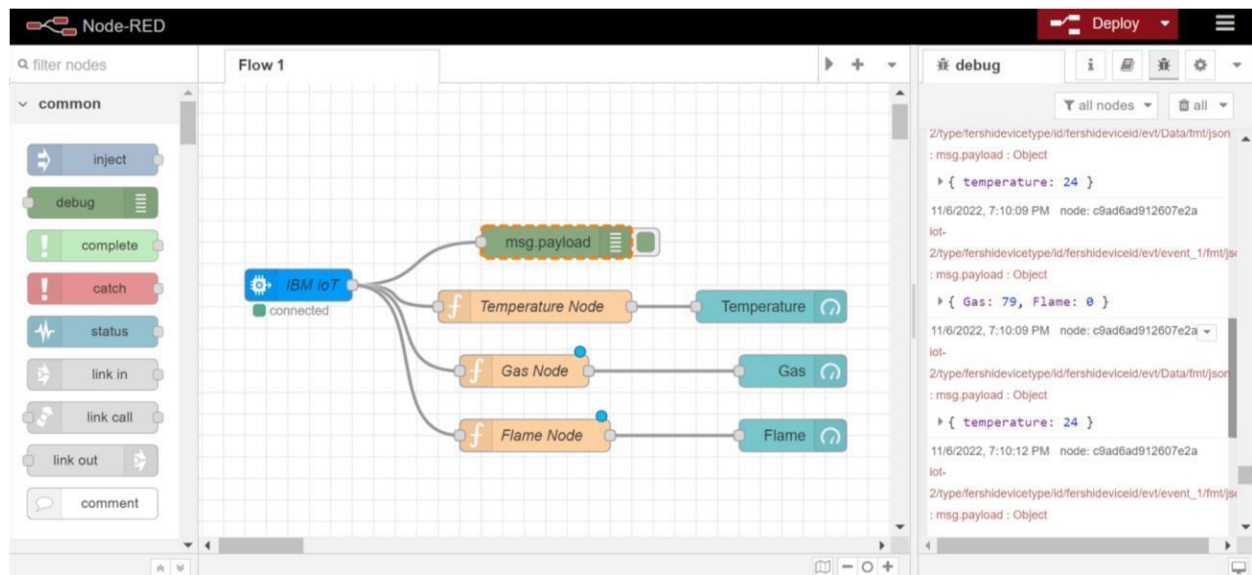 Node-RED
Deploy
filter nodes
Flow 1
debug
i
common
all nodes
all
inject
debug
complete
catch
status
link in
link call
link out
comment
msg.payload
IBM IoT
connected
Temperature Node
Temperature
Gas Node
Gas
Flame Node
Flame
2/type/fershidevicetype/id/fershideviceid/evt/Data/fmt/json
: msg.payload : Object
{ temperature: 24 }
11/6/2022, 7:10:09 PM node: c9ad6ad912607e2a
iot-
2/type/fershidevicetype/id/fershideviceid/evt/event_1/fmt/jso
: msg.payload : Object
{ Gas: 79, Flame: 0 }
11/6/2022, 7:10:09 PM node: c9ad6ad912607e2a
iot-
2/type/fershidevicetype/id/fershideviceid/evt/Data/fmt/json
: msg.payload : Object
{ temperature: 24 }
11/6/2022, 7:10:12 PM node: c9ad6ad912607e2a
iot-
2/type/fershidevicetype/id/fershideviceid/evt/event_1/fmt/jso
: msg.payload : Object